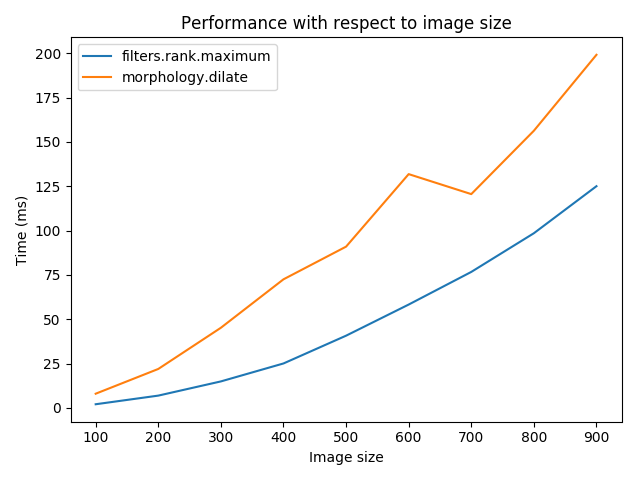 Performance with respect to image size
filters.rank.maximum
morphology.dilate
Time (ms)
200
175
150
125
100
75
50
25
0
100 200 300 400 500 600 700 800 900
Image size